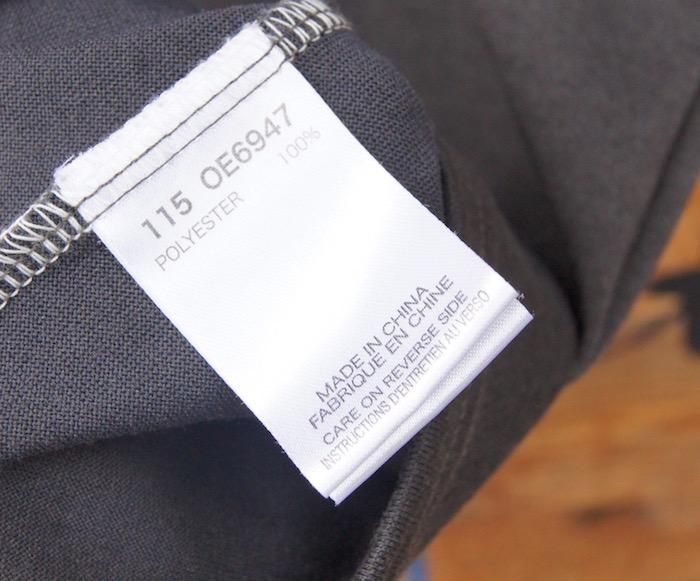 115 OE6947
POLYESTER 100%
MADE IN CHINA
FABRIQUE EN CHINE
CARE ON REVERSE SIDE
INSTRUCTIONS D'ENTRETIEN AU VERSO